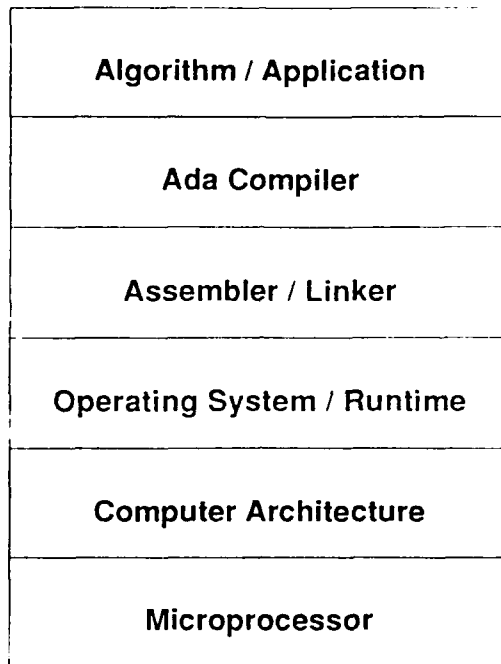 Algorithm / Application
Ada Compiler
Assembler / Linker
Operating System / Runtime
Computer Architecture
Microprocessor